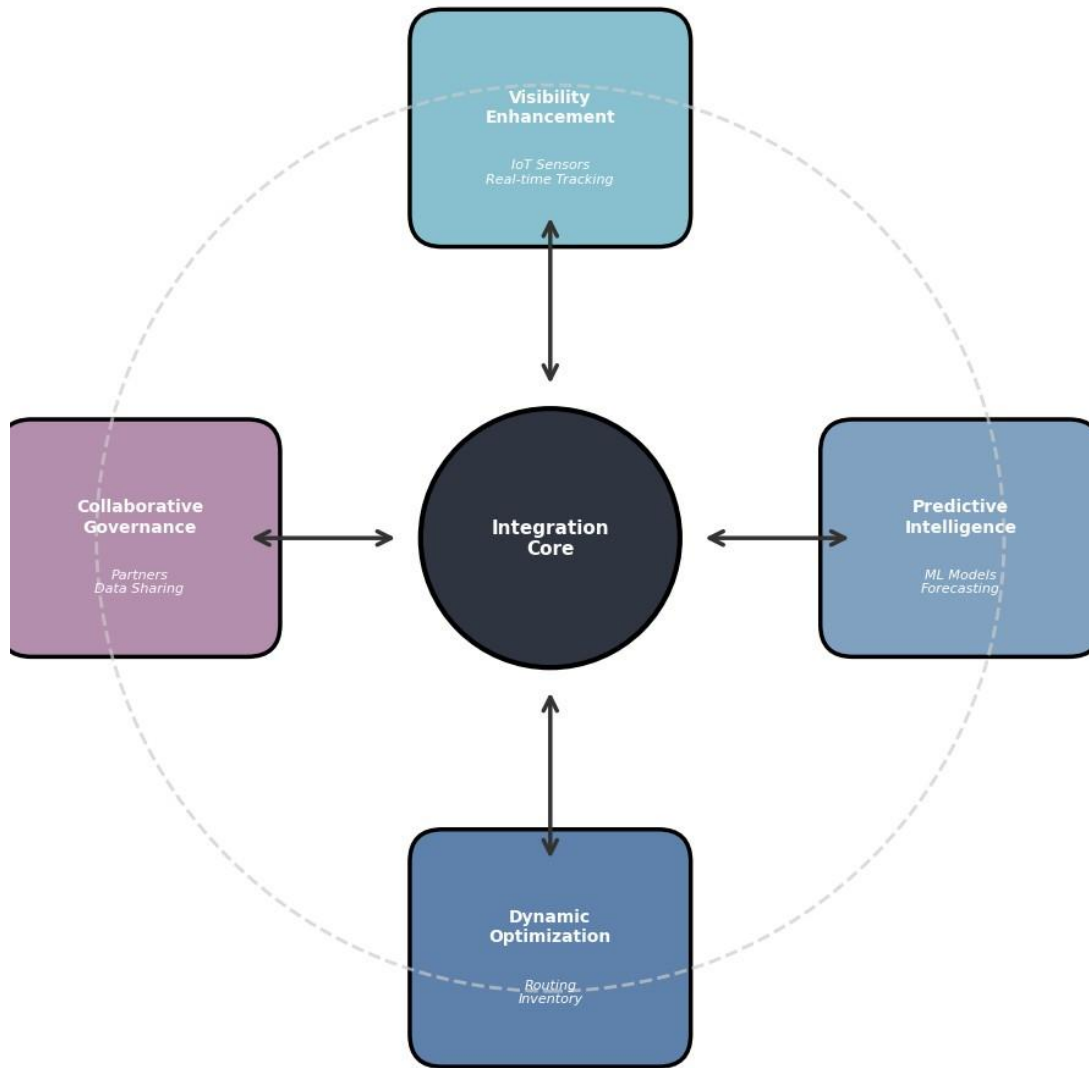 Visibility
Enhancement
IoT Sensors
Real-time Tracking
Collaborative
Governance
Partners
Data Sharing
Integration
Core
Predictive
Intelligence
ML Models
Forecasting
Dynamic
Optimization
Routing
Inventory